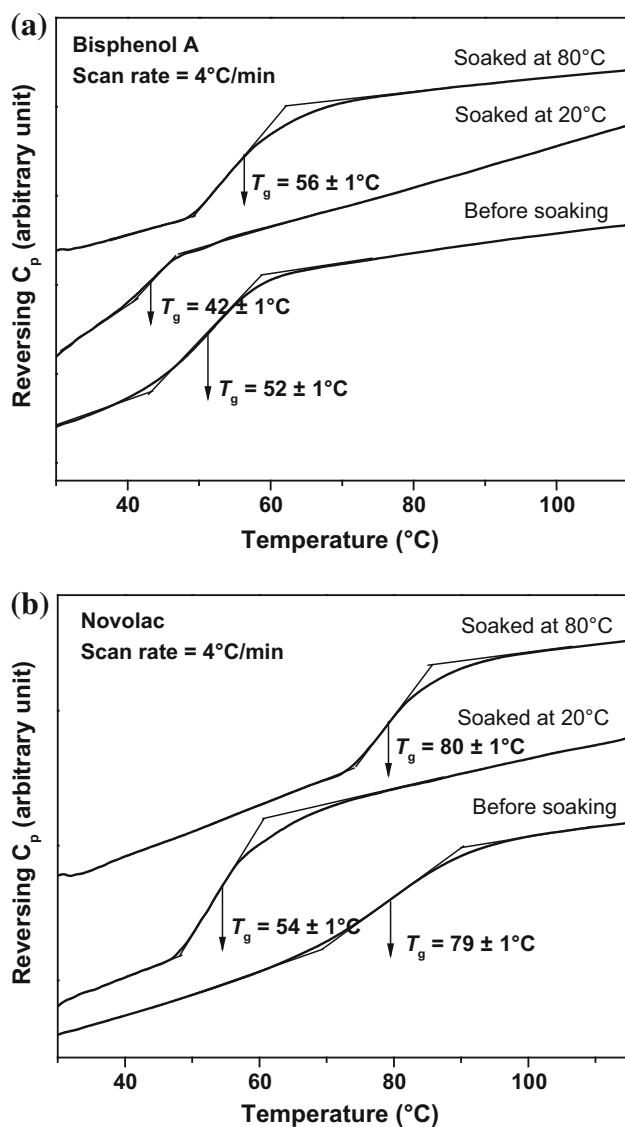 (a)
Bisphenol A
Scan rate = 4°C/min
Soaked at 80°C
Soaked at 20°C
Before soaking
Tg = 56 ± 1°C
Tg = 42 ± 1°C
Tg = 52 ± 1°C
Reversing Cp (arbitrary unit)
40 60 80 100
Temperature (°C)
(b)
Novolac
Scan rate = 4°C/min
Soaked at 80°C
Soaked at 20°C
Tg = 80 ± 1°C
Before soaking
Tg = 54 ± 1°C
Tg = 79 ± 1°C
Reversing Cp (arbitrary unit)
40 60 80 100
Temperature (°C)